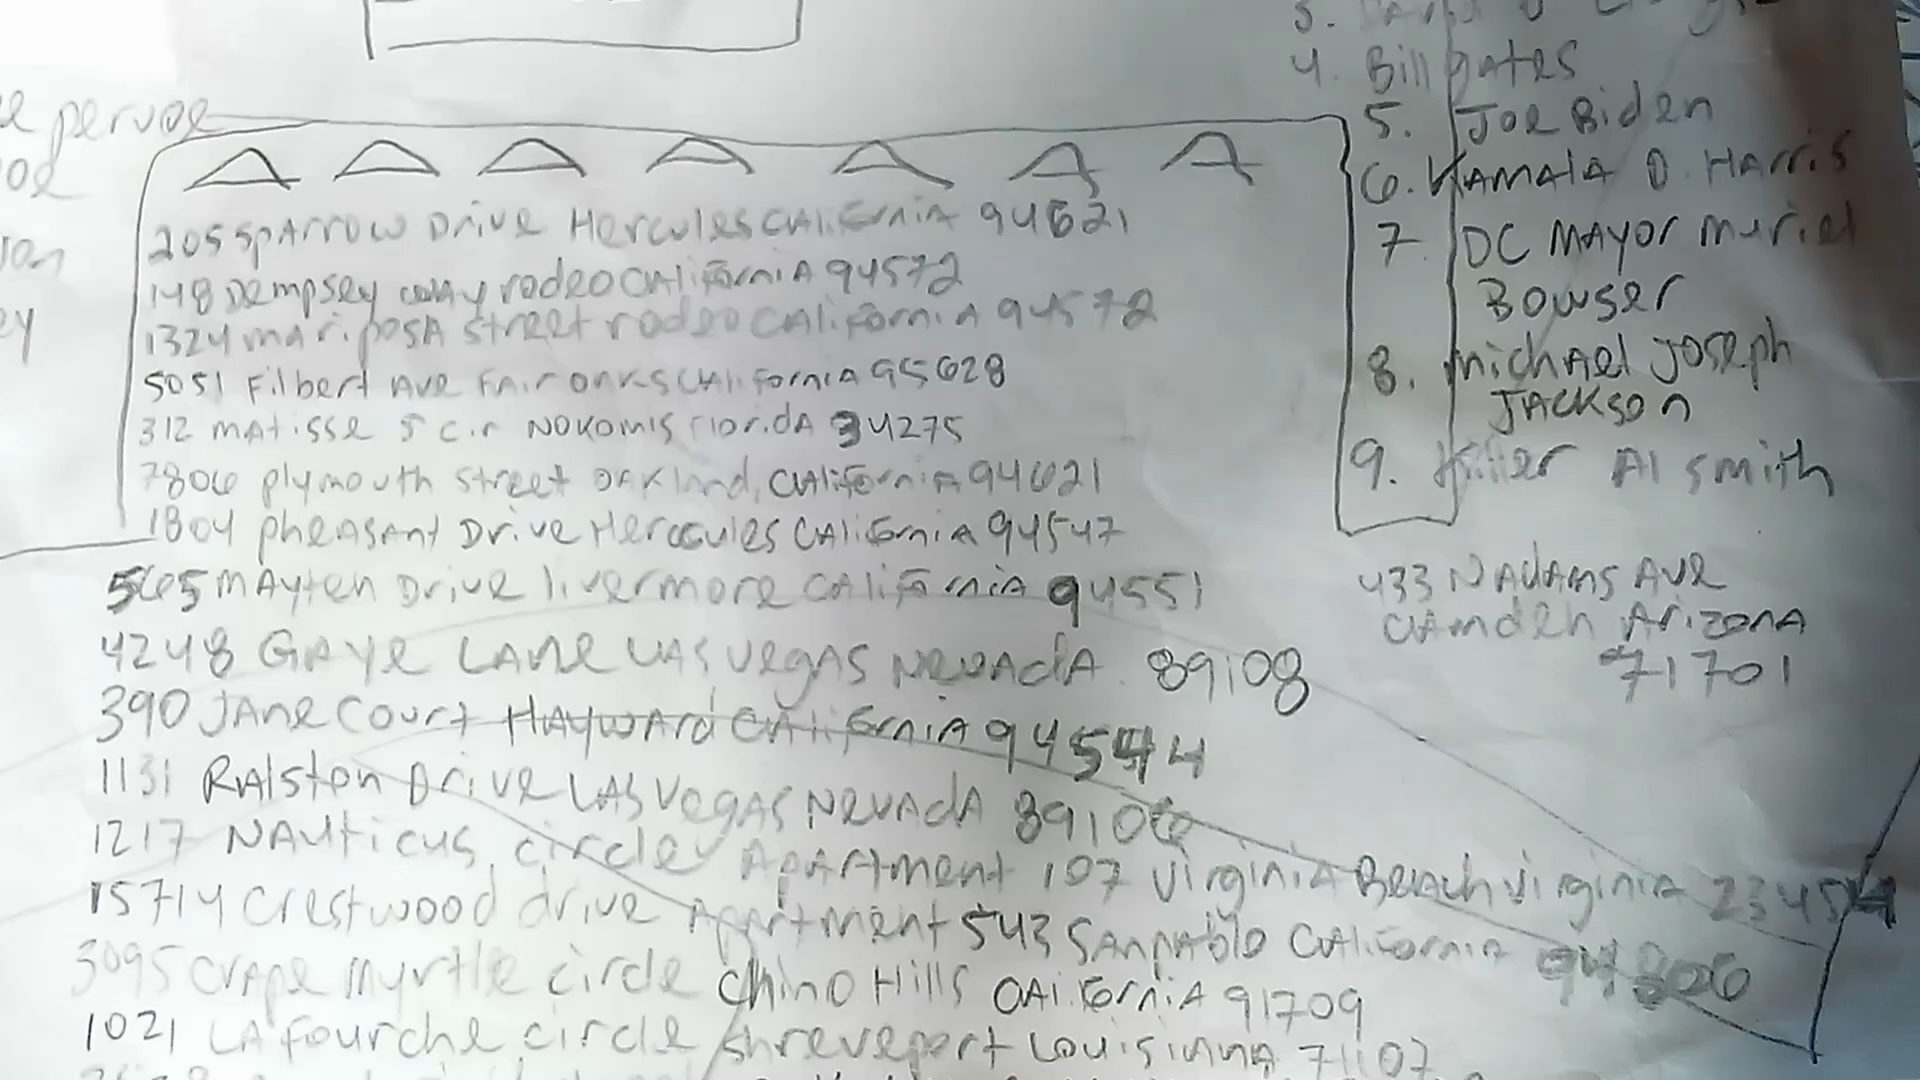 4. Bill gates
5. Joe Biden
6. Kamala D. Harris
7 DC Mayor Muriel
Bowser
8. Michael Joseph
Jackson
9. Killer Al Smith
433 N Adams Ave
Camden Arizona
71701
205 Sparrow Drive Hercules California 94621
148 Dempsey way rodeo California 94572
1324 mariposa street rodeo California 94572
5051 Filbert Ave Fair oaks California 95628
312 Matisse Cir Nokomis Florida 34275
7806 plymouth street Oakland, California 94621
1804 pheasant Drive Hercules California 94547
565 Mayten Drive livermore California 94551
4248 Gaye Lane Las Vegas Nevada 89108
390 Jane Court Hayward California 94544
1131 Ralston Drive Las Vegas Nevada 89106
1217 Nauticus circle Apartment 107 Virginia Beach Virginia 23454
15714 Crestwood drive Apartment 543 San pablo California 94806
3095 Crape Myrtle circle Chino Hills California 91709
1021 LA fourche circle Shreveport Louisiana 71107